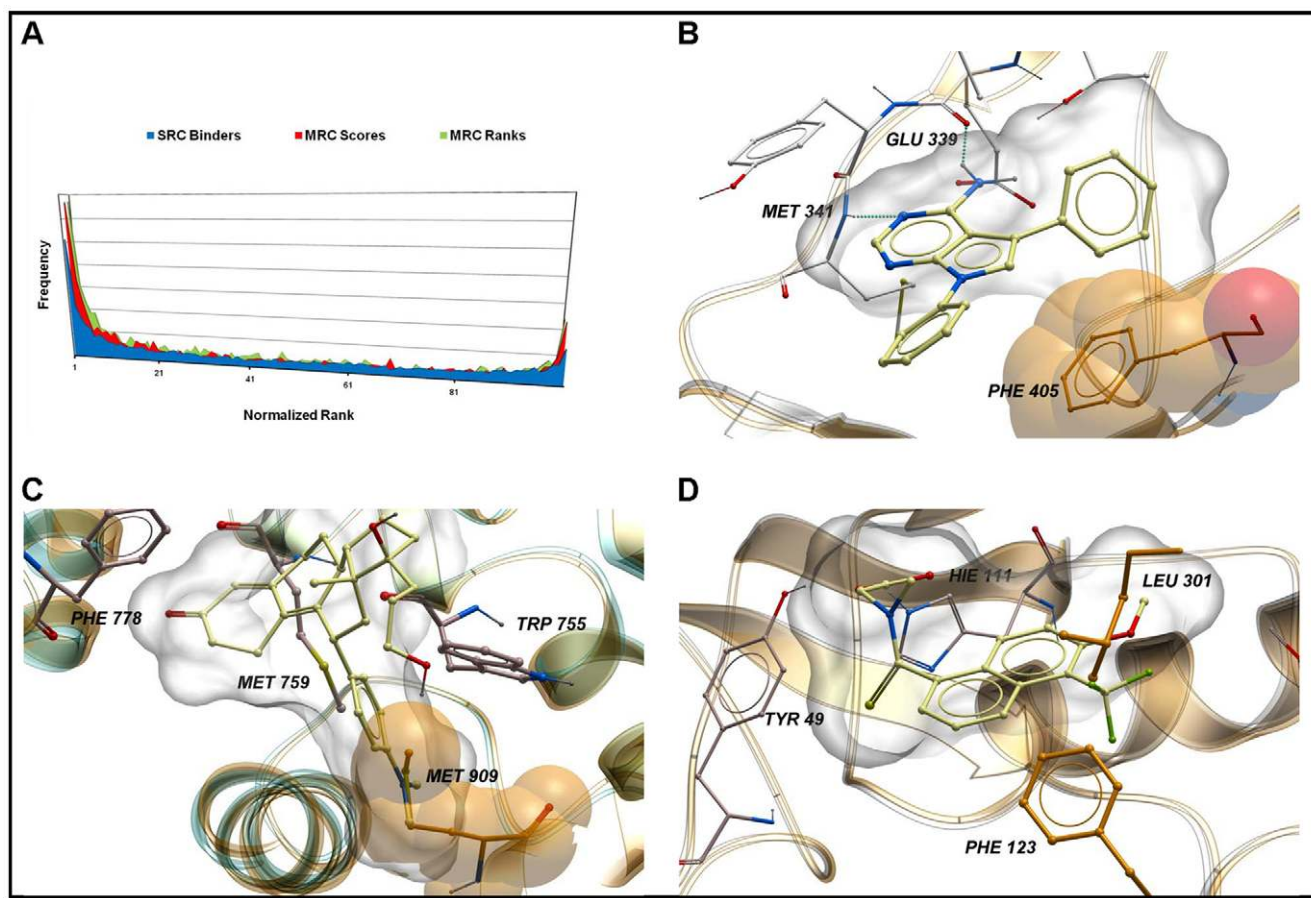 A
SRC Binders MRC Scores MRC Ranks
Frequency
1 21 41 61 81
Normalized Rank
B
GLU 339
MET 341
PHE 405
C
PHE 778
TRP 755
MET 759
MET 909
D
HIE 111
LEU 301
TYR 49
PHE 123